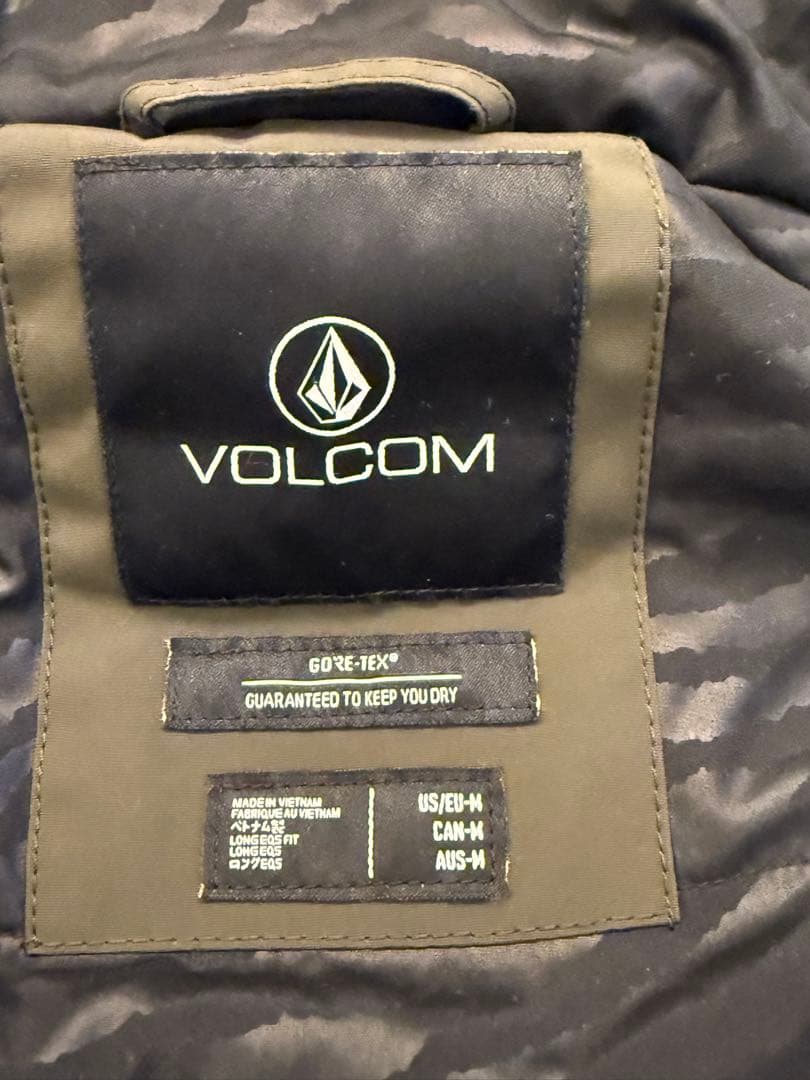 VOLCOM
GORE-TEX®
GUARANTEED TO KEEP YOU DRY
MADE IN VIETNAM
FABRIQUE AU VIETNAM
ベトナム製
LONG EQS FIT
LONG EQS
ロングEQS
US/EU-M
CAN-M
AUS-M